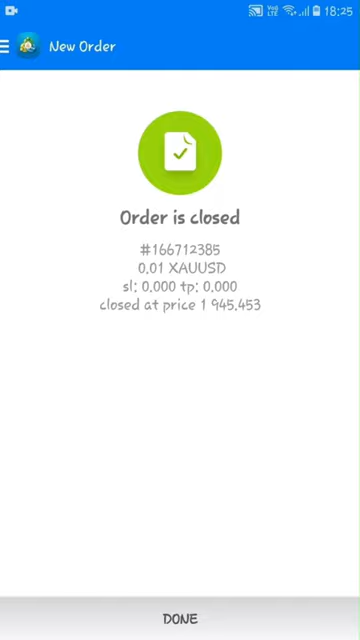 VoLTE 18:25
New Order
Order is closed
#166712385
0.01 XAUUSD
sl: 0.000 tp: 0.000
closed at price 1 945.453
DONE